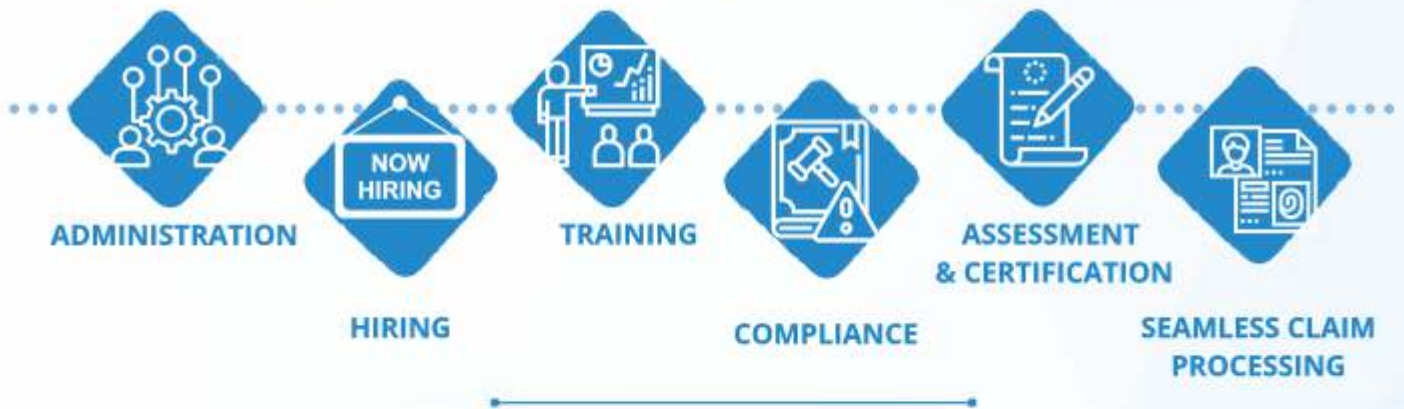 NOW
HIRING
ADMINISTRATION
HIRING
TRAINING
COMPLIANCE
ASSESSMENT
& CERTIFICATION
SEAMLESS CLAIM
PROCESSING